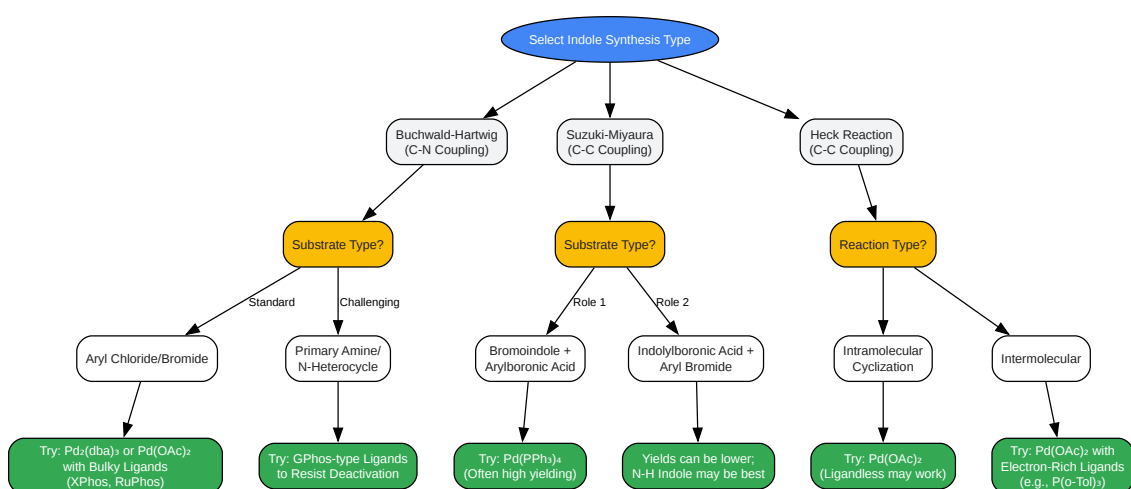 Select Indole Synthesis Type
Buchwald-Hartwig
(C-N Coupling)
Suzuki-Miyaura
(C-C Coupling)
Heck Reaction
(C-C Coupling)
Substrate Type?
Substrate Type?
Reaction Type?
Standard
Challenging
Role 1
Role 2
Aryl Chloride/Bromide
Primary Amine/
N-Heterocycle
Bromoindole +
Arylboronic Acid
Indolylboronic Acid +
Aryl Bromide
Intramolecular
Cyclization
Intermolecular
Try: Pd₂(dba)₃ or Pd(OAc)₂
with Bulky Ligands
(XPhos, RuPhos)
Try: GPhos-type Ligands
to Resist Deactivation
Try: Pd(PPh₃)₄
(Often high yielding)
Yields can be lower;
N-H Indole may be best
Try: Pd(OAc)₂
(Ligandless may work)
Try: Pd(OAc)₂ with
Electron-Rich Ligands
(e.g., P(o-Tol)₃)